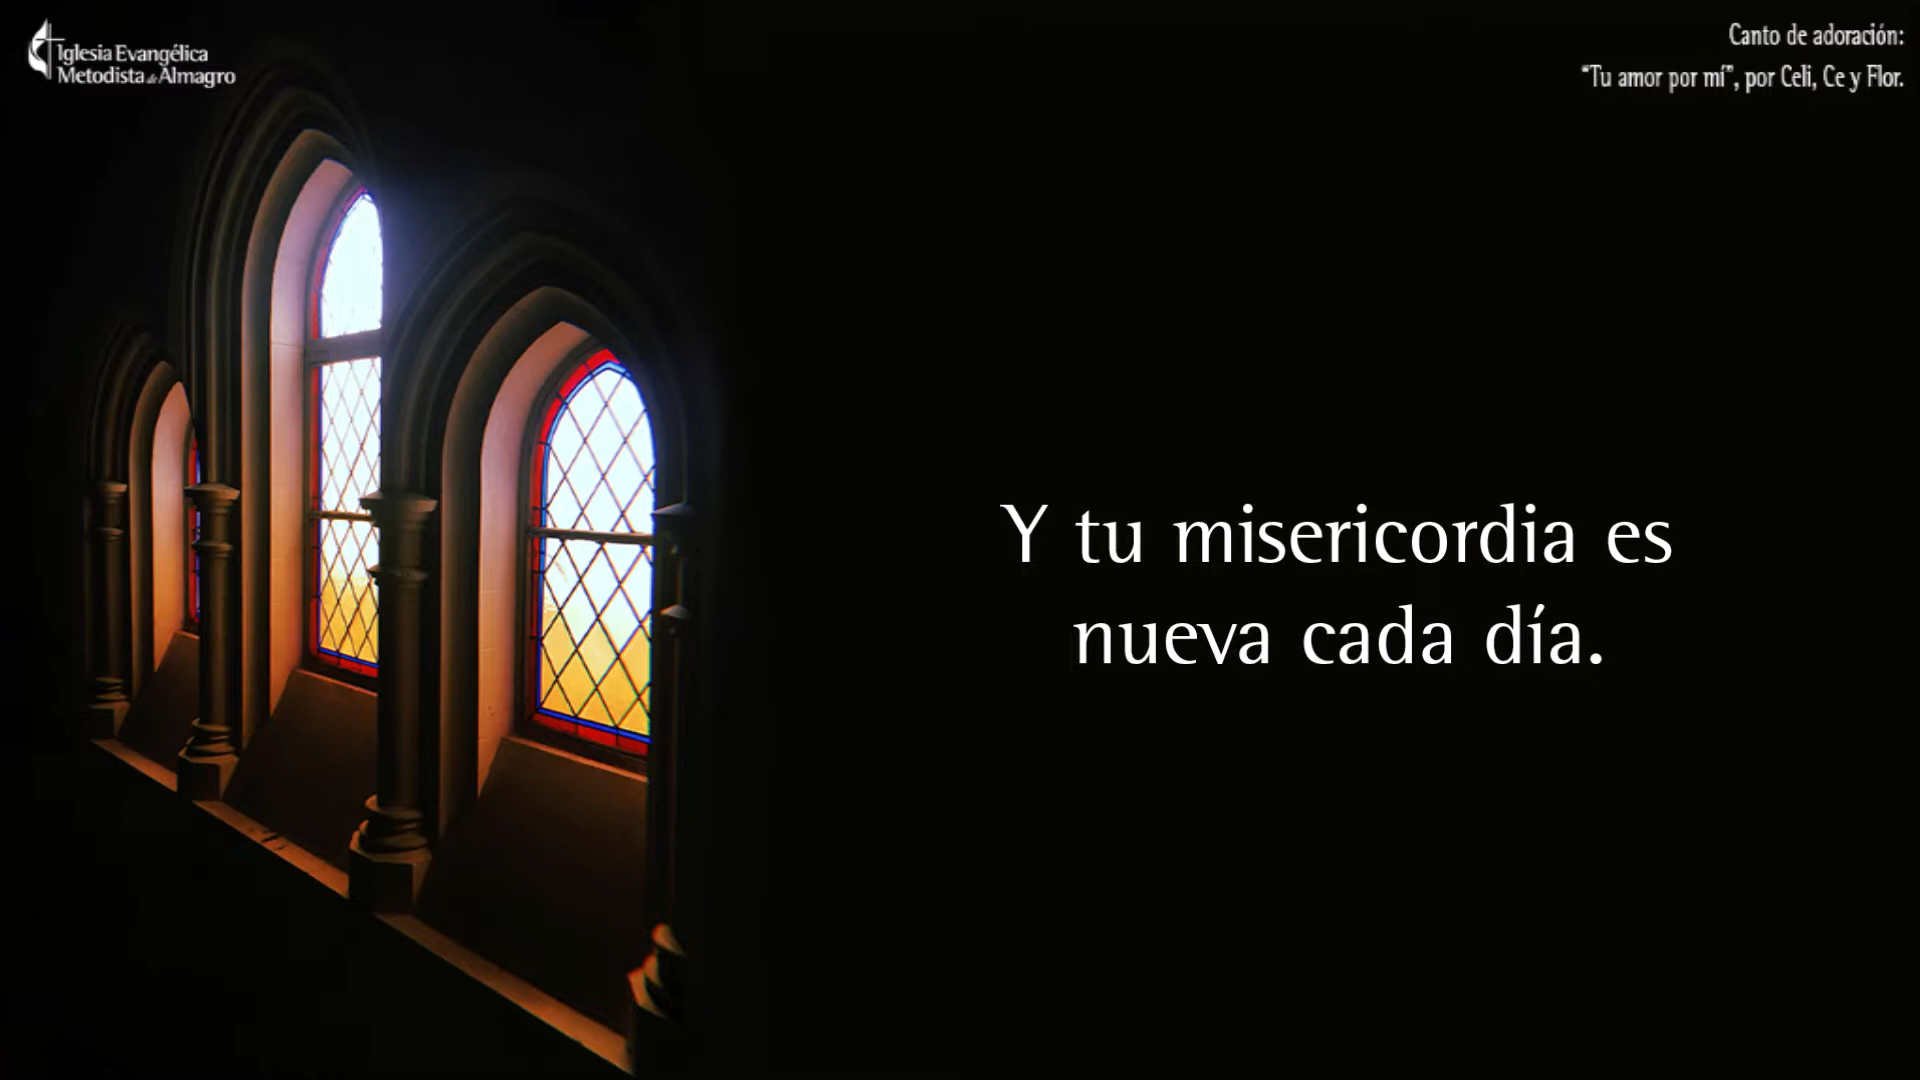 Iglesia Evangélica
Metodista de Almagro
Canto de adoración:
“Tu amor por mí”, por Celi, Ce y Flor.
Y tu misericordia es
nueva cada día.